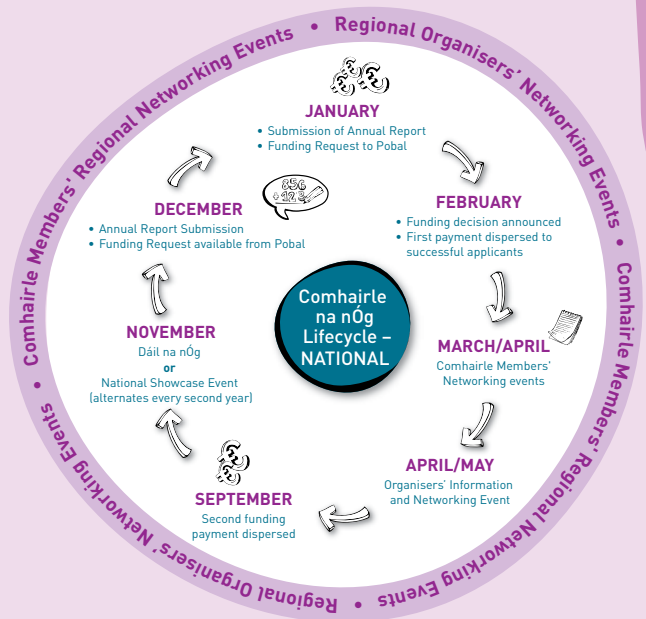 Regional Organisers' Networking Events • Comhairle Members' Regional Networking Events • Regional Organisers' Networking Events • Comhairle Members' Regional Networking Events •
JANUARY
• Submission of Annual Report
• Funding Request to Pobal
FEBRUARY
• Funding decision announced
• First payment dispersed to
successful applicants
MARCH/APRIL
Comhairle Members'
Networking events
APRIL/MAY
Organisers' Information
and Networking Event
SEPTEMBER
Second funding
payment dispersed
NOVEMBER
Dáil na nÓg
or
National Showcase Event
(alternates every second year)
DECEMBER
• Annual Report Submission
• Funding Request available from Pobal
656
+ 123
Comhairle
na nÓg
Lifecycle –
NATIONAL